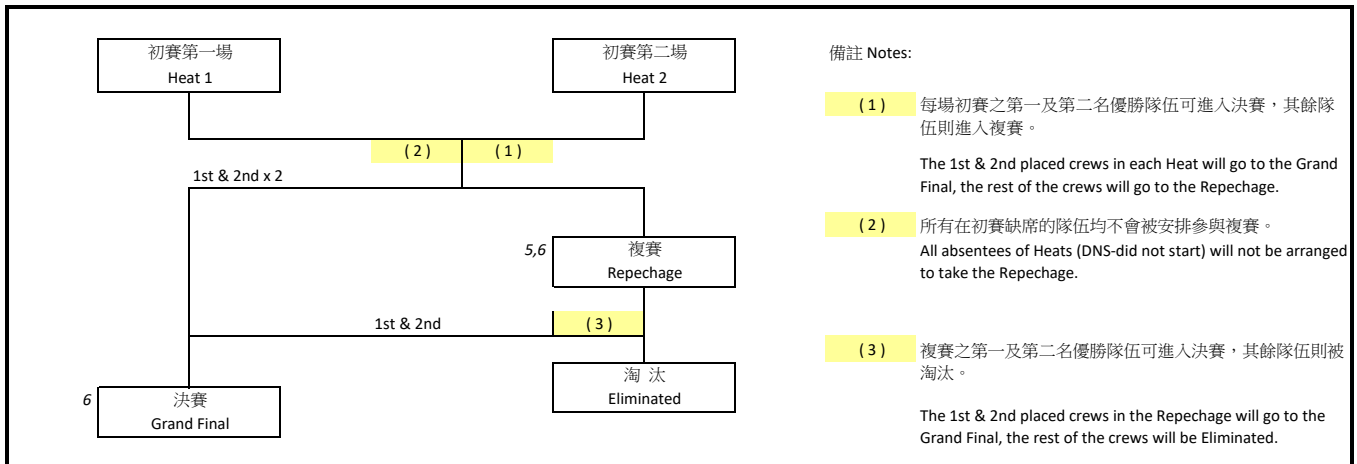 初賽第一場
Heat 1
初賽第二場
Heat 2
( 2 )
( 1 )
1st & 2nd x 2
5,6
複賽
Repechage
1st & 2nd
( 3 )
淘 汰
Eliminated
6
決賽
Grand Final
備註 Notes:
( 1 )
每場初賽之第一及第二名優勝隊伍可進入決賽，其餘隊
伍則進入複賽。
The 1st & 2nd placed crews in each Heat will go to the Grand
Final, the rest of the crews will go to the Repechage.
( 2 )
所有在初賽缺席的隊伍均不會被安排參與複賽。
All absentees of Heats (DNS-did not start) will not be arranged
to take the Repechage.
( 3 )
複賽之第一及第二名優勝隊伍可進入決賽，其餘隊伍則被
淘汰。
The 1st & 2nd placed crews in the Repechage will go to the
Grand Final, the rest of the crews will be Eliminated.